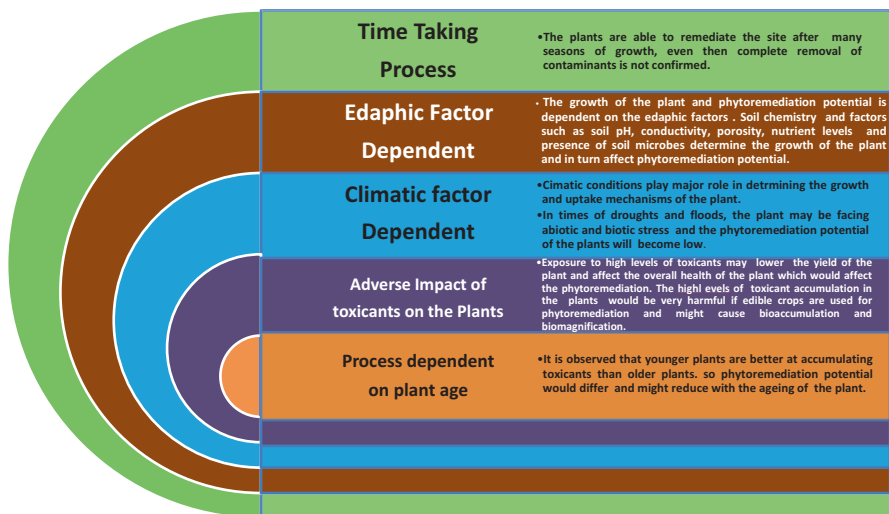 Time Taking
Process
•The plants are able to remediate the site after many
seasons of growth, even then complete removal of
contaminants is not confirmed.
Edaphic Factor
Dependent
• The growth of the plant and phytoremediation potential is
dependent on the edaphic factors . Soil chemistry and factors
such as soil pH, conductivity, porosity, nutrient levels and
presence of soil microbes determine the growth of the plant
and in turn affect phytoremediation potential.
Climatic factor
Dependent
•Cimatic conditions play major role in detrmining the growth
and uptake mechanisms of the plant.
•In times of droughts and floods, the plant may be facing
abiotic and biotic stress and the phytoremediation potential
of the plants will become low.
Adverse Impact of
toxicants on the Plants
•Exposure to high levels of toxicants may lower the yield of the
plant and affect the overall health of the plant which would affect
the phytoremediation. The highl evels of toxicant accumulation in
the plants would be very harmful if edible crops are used for
phytoremediation and might cause bioaccumulation and
biomagnification.
Process dependent
on plant age
•It is observed that younger plants are better at accumulating
toxicants than older plants. so phytoremediation potential
would differ and might reduce with the ageing of the plant.